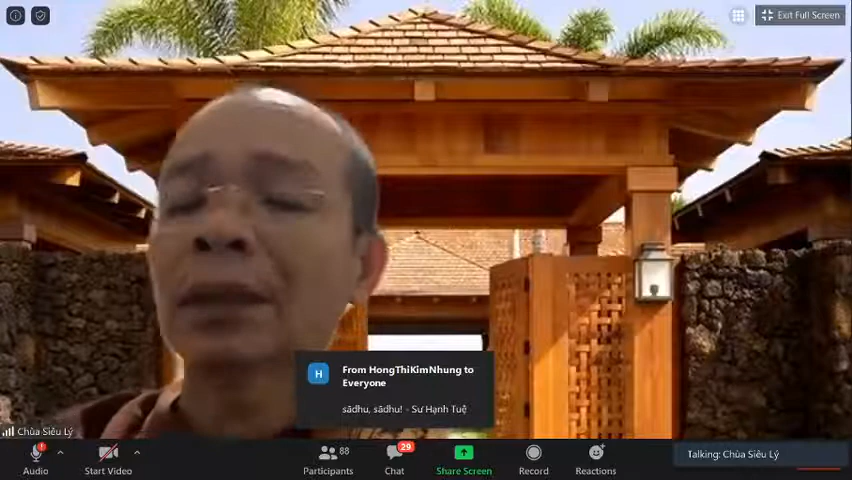 Exit Full Screen
From HongThiKimNhung to
Everyone
sādhu, sādhu! - Sư Hạnh Tuệ
Chùa Siêu Lý
Audio
Start Video
Participants
88
Chat
29
Share Screen
Record
Reactions
Talking: Chùa Siêu Lý
H